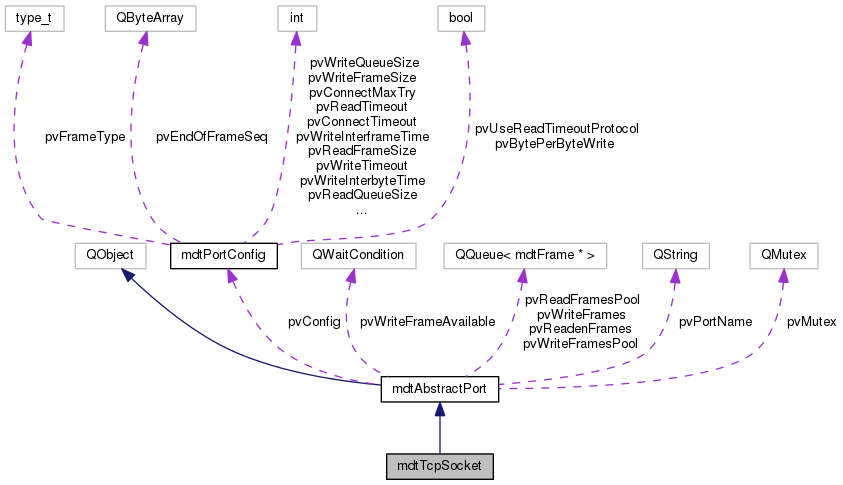 type_t
QByteArray
int
bool
pvFrameType
pvEndOfFrameSeq
pvWriteQueueSize
pvWriteFrameSize
pvConnectMaxTry
pvReadTimeout
pvConnectTimeout
pvWriteInterframeTime
pvReadFrameSize
pvWriteTimeout
pvWriteInterbyteTime
pvReadQueueSize
...
pvUseReadTimeoutProtocol
pvBytePerByteWrite
QObject
mdtPortConfig
QWaitCondition
QQueue< mdtFrame * >
QString
QMutex
pvConfig
pvWriteFrameAvailable
pvReadFramesPool
pvWriteFrames
pvReadenFrames
pvWriteFramesPool
pvPortName
pvMutex
mdtAbstractPort
mdtTcpSocket